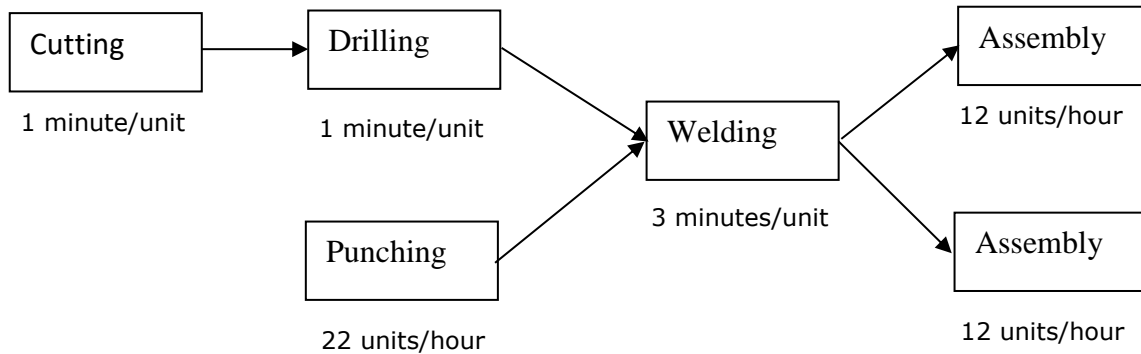 Cutting
1 minute/unit
Drilling
1 minute/unit
Punching
22 units/hour
Welding
3 minutes/unit
Assembly
12 units/hour
Assembly
12 units/hour